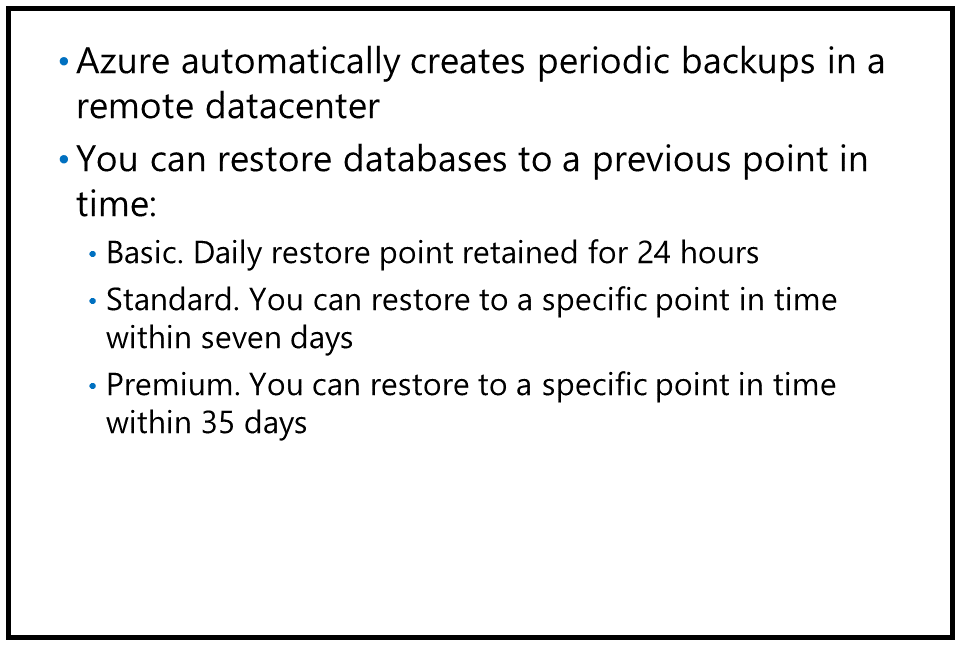 • Azure automatically creates periodic backups in a
remote datacenter
• You can restore databases to a previous point in
time:
• Basic. Daily restore point retained for 24 hours
• Standard. You can restore to a specific point in time
within seven days
• Premium. You can restore to a specific point in time
within 35 days